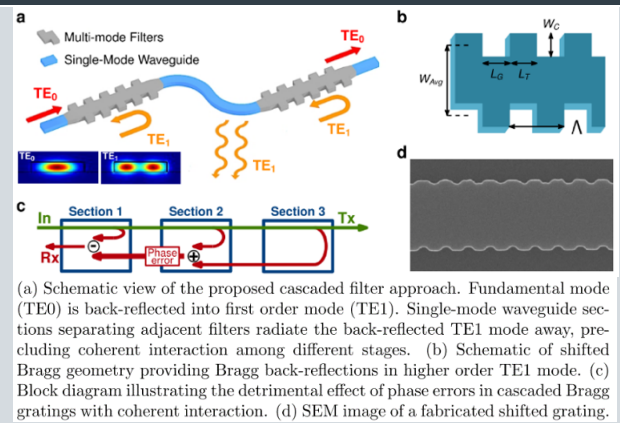 a
Multi-mode Filters
Single-Mode Waveguide
TE0
TE0
TE1
TE1
TE1
TE0
TE1
b
WC
WAvg
LG
LT
Λ
c
Section 1
Section 2
Section 3
In
Tx
Rx
−
Phase
error
+
d
(a) Schematic view of the proposed cascaded filter approach. Fundamental mode
(TE0) is back-reflected into first order mode (TE1). Single-mode waveguide sec-
tions separating adjacent filters radiate the back-reflected TE1 mode away, pre-
cluding coherent interaction among different stages. (b) Schematic of shifted
Bragg geometry providing Bragg back-reflections in higher order TE1 mode. (c)
Block diagram illustrating the detrimental effect of phase errors in cascaded Bragg
gratings with coherent interaction. (d) SEM image of a fabricated shifted grating.